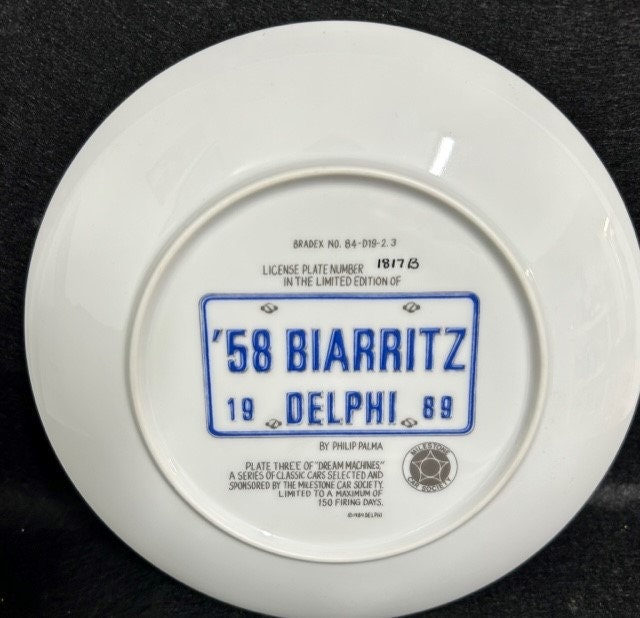 BRADEX NO. 84-D19-2.3
LICENSE PLATE NUMBER 1817B
IN THE LIMITED EDITION OF
'58 BIARRITZ
19 DELPHI 89
BY PHILIP PALMA
PLATE THREE OF "DREAM MACHINES,"
A SERIES OF CLASSIC CARS SELECTED AND
SPONSORED BY THE MILESTONE CAR SOCIETY.
LIMITED TO A MAXIMUM OF
150 FIRING DAYS.
©1989 DELPHI
MILESTONE
CAR SOCIETY